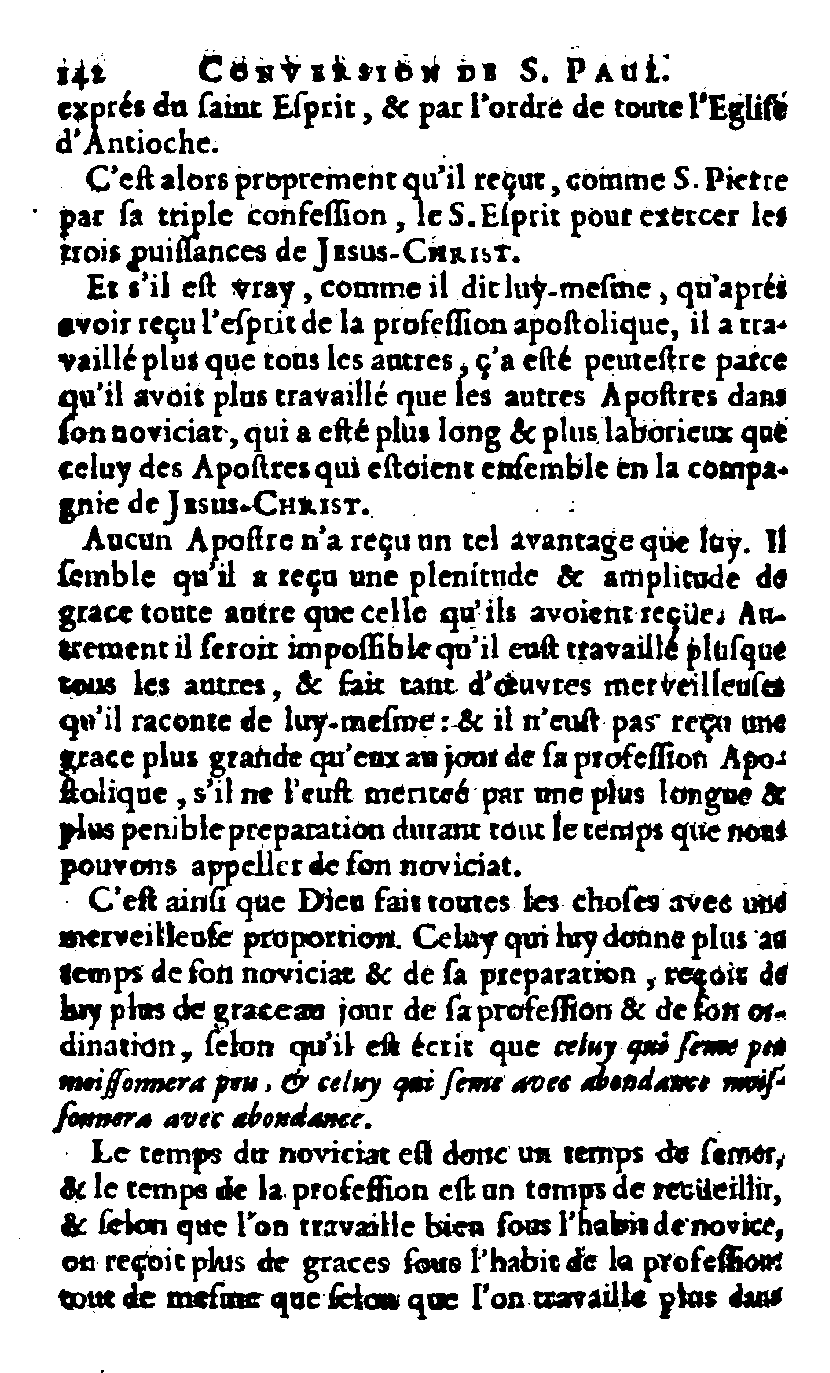 142 CONVERSION DE S. PAUL.
exprés du ſaint Eſprit, & par l'ordre de toute l'Egliſe
d'Antioche.
C'eſt alors proprement qu'il reçut, comme S. Pierre
par ſa triple confeſſion, le S. Eſprit pour exercer les
trois puiſſances de JESUS-CHRIST.
Et s'il eſt vray, comme il dit luy-meſme, qu'aprés
avoir reçu l'eſprit de la profeſſion apoſtolique, il a tra-
vaillé plus que tous les autres, ç'a eſté peuteſtre parce
qu'il avoit plus travaillé que les autres Apoſtres dans
ſon noviciat, qui a eſté plus long & plus laborieux que
celuy des Apoſtres qui eſtoient enſemble en la compa-
gnie de JESUS-CHRIST.
Aucun Apoſtre n'a reçu un tel avantage que luy. Il
ſemble qu'il a reçu une plenitude & amplitude de
grace toute autre que celle qu'ils avoient reçüe. Au-
trement il ſeroit impoſſible qu'il euſt travaillé pluſque
tous les autres, & fait tant d'œuvres merveilleuſes
qu'il raconte de luy-meſme: & il n'euſt pas reçu une
grace plus grande qu'eux au jour de ſa profeſſion Apo-
ſtolique, s'il ne l'euſt merité par une plus longue &
plus penible preparation durant tout le temps que nous
pouvons appeller de ſon noviciat.
C'eſt ainſi que Dieu fait toutes les choſes avec une
merveilleuſe proportion. Celuy qui luy donne plus au
temps de ſon noviciat & de ſa preparation, reçoit de
luy plus de grace au jour de ſa profeſſion & de ſon or-
dination, ſelon qu'il eſt écrit que celuy qui ſeme peu
moiſſonnera peu, & celuy qui ſeme avec abondance moiſ-
ſonnera avec abondance.
Le temps du noviciat eſt donc un temps de ſemer,
& le temps de la profeſſion eſt un temps de recüeillir,
& ſelon que l'on travaille bien ſous l'habit de novice,
on reçoit plus de graces ſous l'habit de la profeſſion:
tout de meſme que ſelon que l'on travaille plus dans